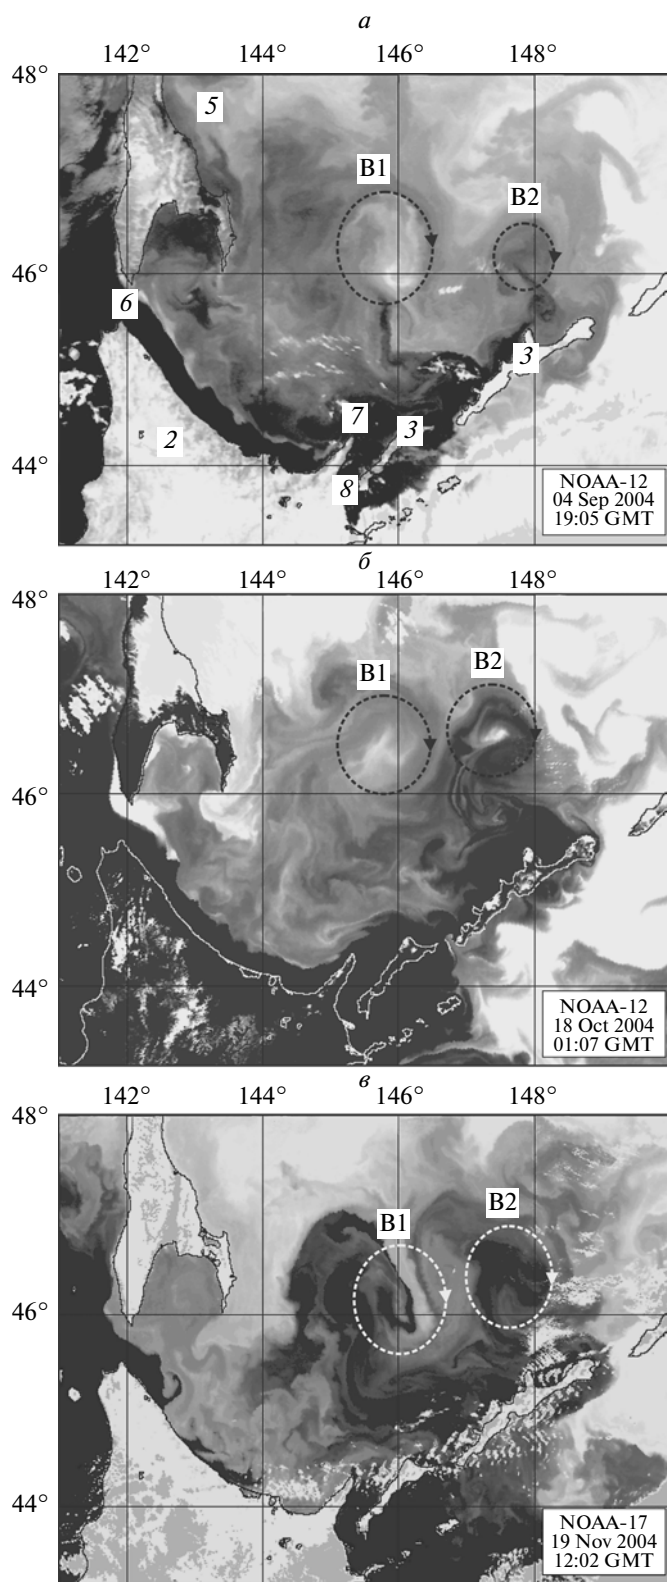 а
142° 144° 146° 148°
48°
5
B1
B2
46°
6
3
7
2
3
44°
8
NOAA-12
04 Sep 2004
19:05 GMT
б
142° 144° 146° 148°
48°
B1
B2
46°
44°
NOAA-12
18 Oct 2004
01:07 GMT
в
142° 144° 146° 148°
48°
B1
B2
46°
44°
NOAA-17
19 Nov 2004
12:02 GMT